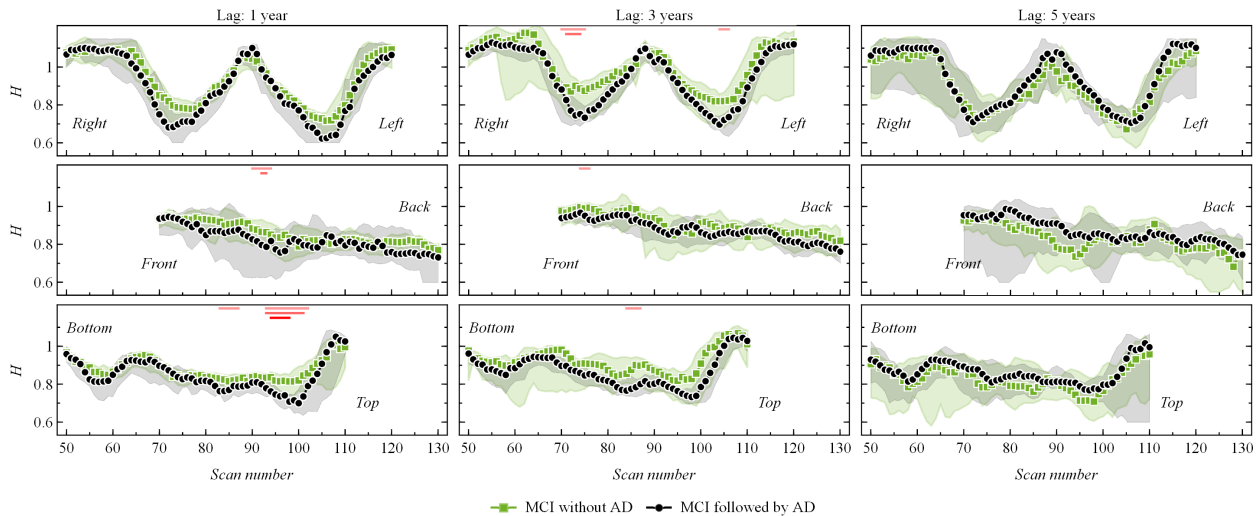 Lag: 1 year Lag: 3 years Lag: 5 years
H 1 0.8 0.6 Right Left Right Left Right Left
H 1 0.8 0.6 Front Back Front Back Front Back
H 1 0.8 0.6 Bottom Top Bottom Top Bottom Top
50 60 70 80 90 100 110 120 130 50 60 70 80 90 100 110 120 130 50 60 70 80 90 100 110 120 130
Scan number Scan number Scan number
MCI without AD MCI followed by AD